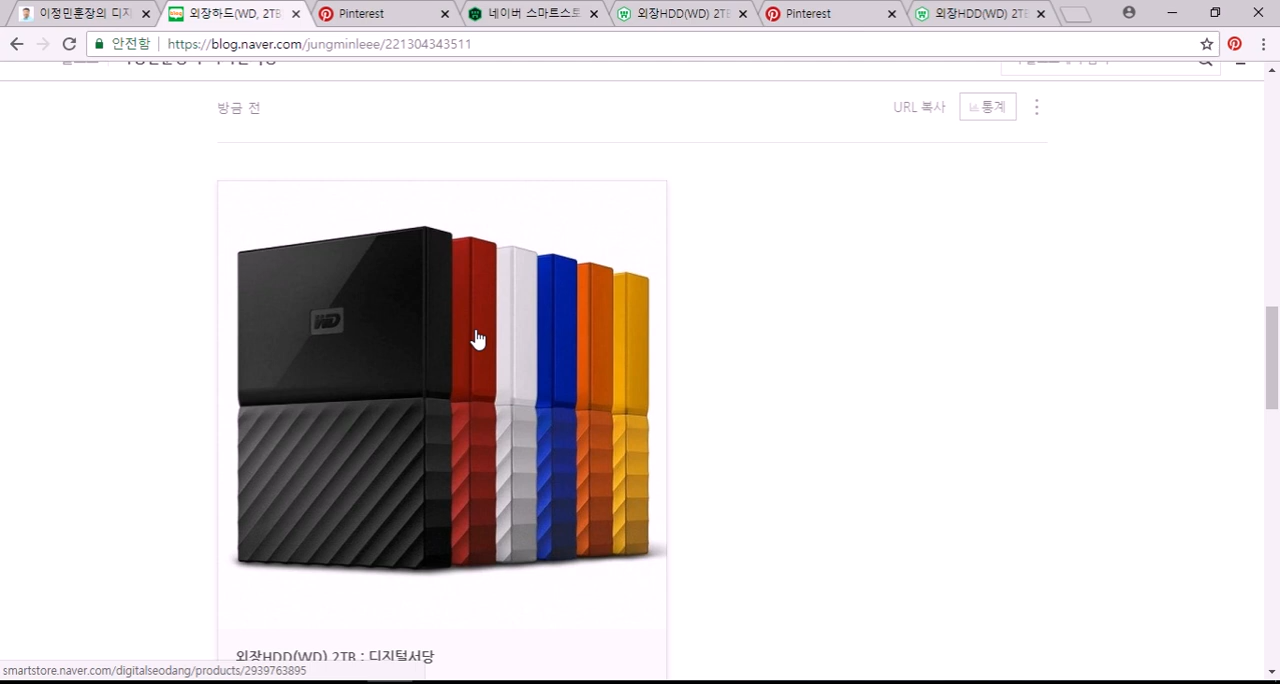 이정민훈장의 디지
외장하드(WD, 2TB,
Pinterest
네이버 스마트스토
외장HDD(WD) 2TB
Pinterest
외장HDD(WD) 2TB
안전함 https://blog.naver.com/jungminleee/221304343511
방금 전
URL 복사
통계
WD
외장HDD(WD) 2TB : 디지털서당
smartstore.naver.com/digitalseodang/products/2939763895